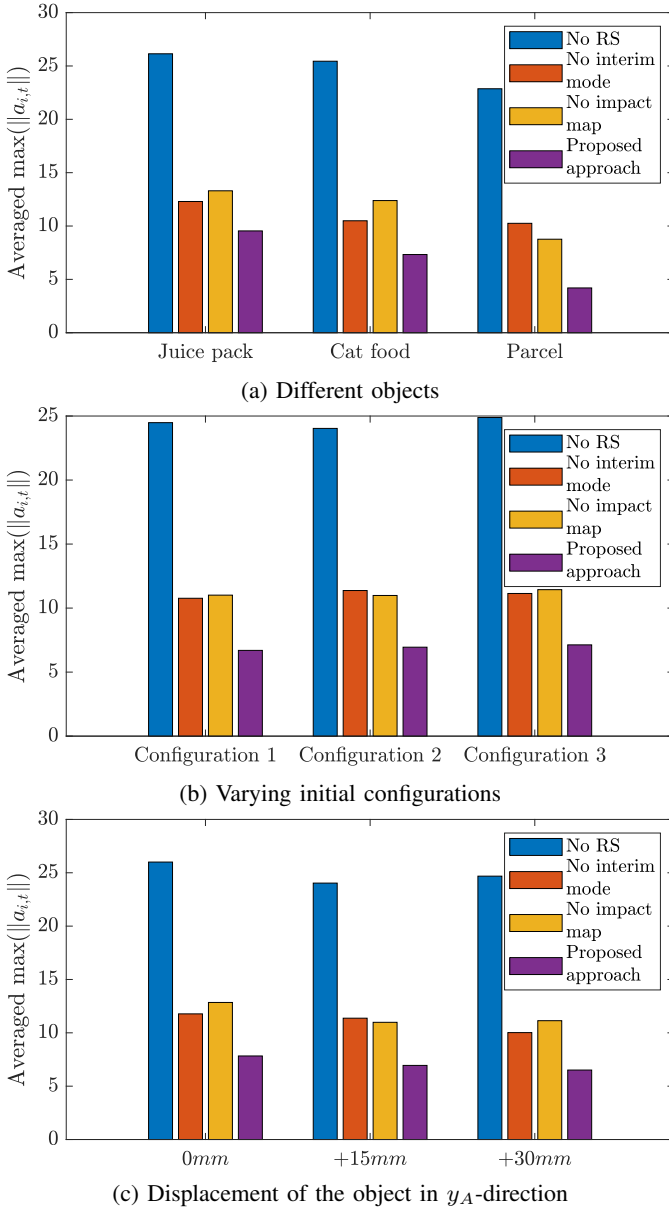 30
25
20
15
10
5
0
Averaged max(||a_{i,t}||)
No RS
No interim
mode
No impact
map
Proposed
approach
Juice pack Cat food Parcel
(a) Different objects
25
20
15
10
5
0
Averaged max(||a_{i,t}||)
No RS
No interim
mode
No impact
map
Proposed
approach
Configuration 1 Configuration 2 Configuration 3
(b) Varying initial configurations
30
25
20
15
10
5
0
Averaged max(||a_{i,t}||)
No RS
No interim
mode
No impact
map
Proposed
approach
0mm +15mm +30mm
(c) Displacement of the object in y_A-direction